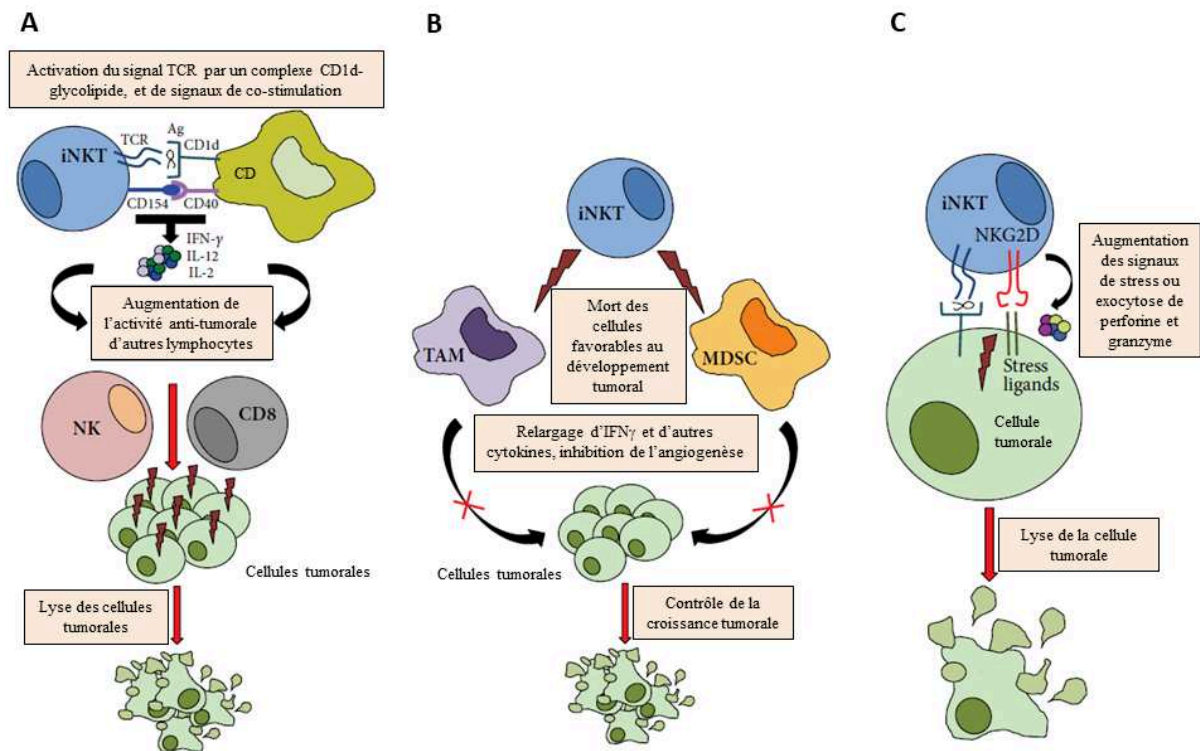 A
Activation du signal TCR par un complexe CD1d-
glycolipide, et de signaux de co-stimulation
TCR
Ag
CD1d
iNKT
CD
CD154
CD40
IFN-γ
IL-12
IL-2
Augmentation de
l'activité anti-tumorale
d'autres lymphocytes
NK
CD8
Cellules tumorales
Lyse des cellules
tumorales
B
iNKT
TAM
Mort des
cellules
favorables au
développement
tumoral
MDSC
Relargage d'IFNγ et d'autres
cytokines, inhibition de l'angiogenèse
Cellules tumorales
Contrôle de la
croissance tumorale
C
iNKT
NKG2D
Augmentation
des signaux
de stress ou
exocytose de
perforine et
granzyme
Stress
ligands
Cellule
tumorale
Lyse de la cellule
tumorale